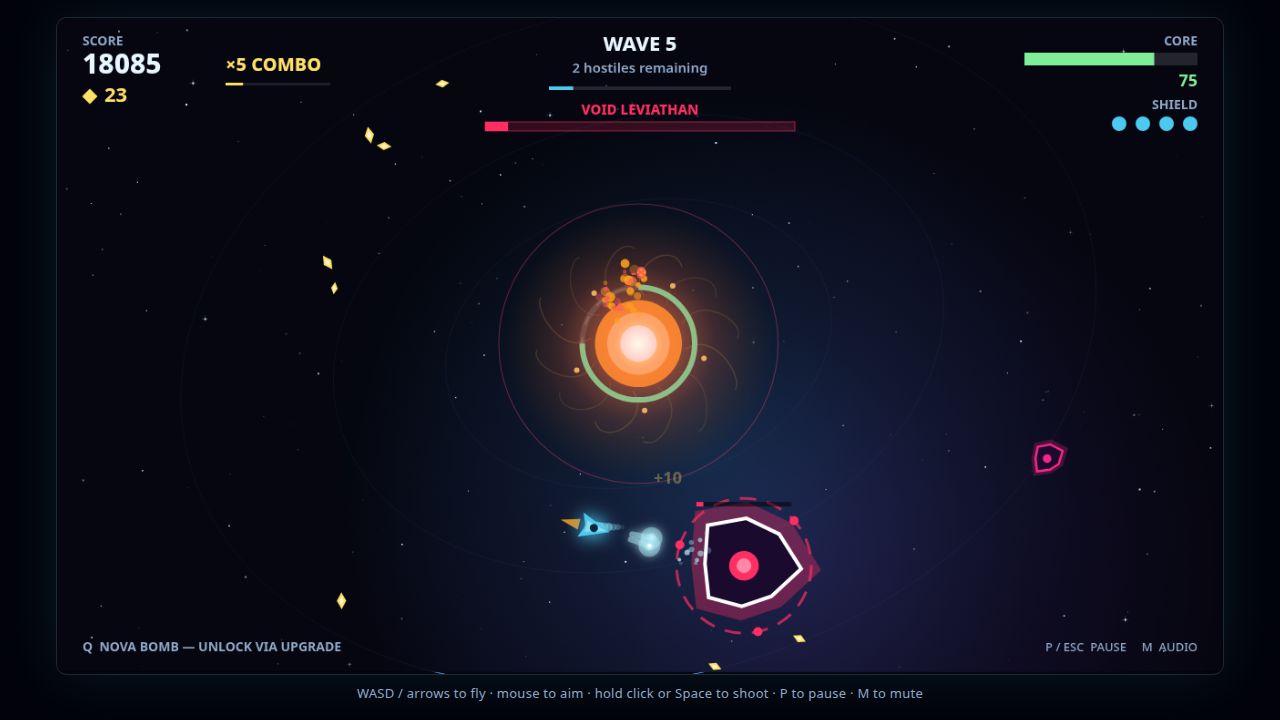 SCORE
18085
◆ 23
×5 COMBO
WAVE 5
2 hostiles remaining
VOID LEVIATHAN
CORE
75
SHIELD
+10
Q NOVA BOMB — UNLOCK VIA UPGRADE
P / ESC PAUSE M AUDIO
WASD / arrows to fly · mouse to aim · hold click or Space to shoot · P to pause · M to mute